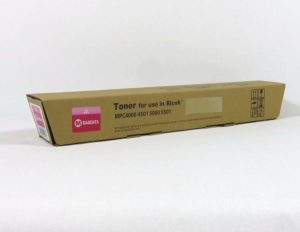 Toner for use in Ricoh
MPC4000 4501 5000 5501
M MAGENTA